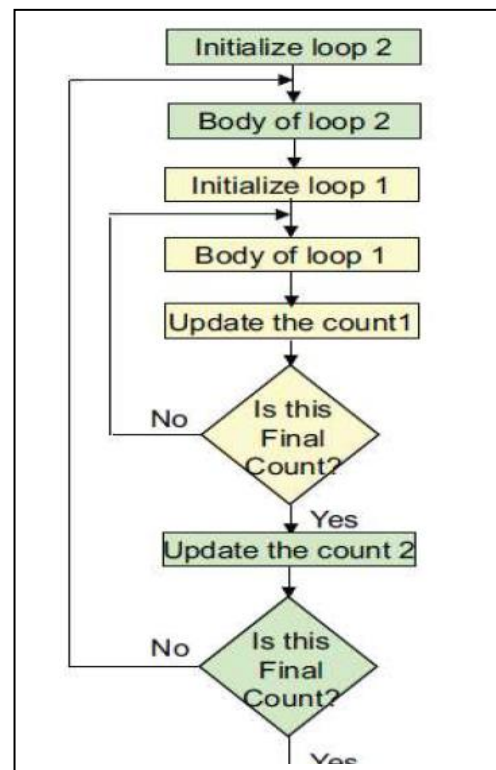 Initialize loop 2
Body of loop 2
Initialize loop 1
Body of loop 1
Update the count1
No
Is this
Final
Count?
Yes
Update the count 2
No
Is this
Final
Count?
Yes